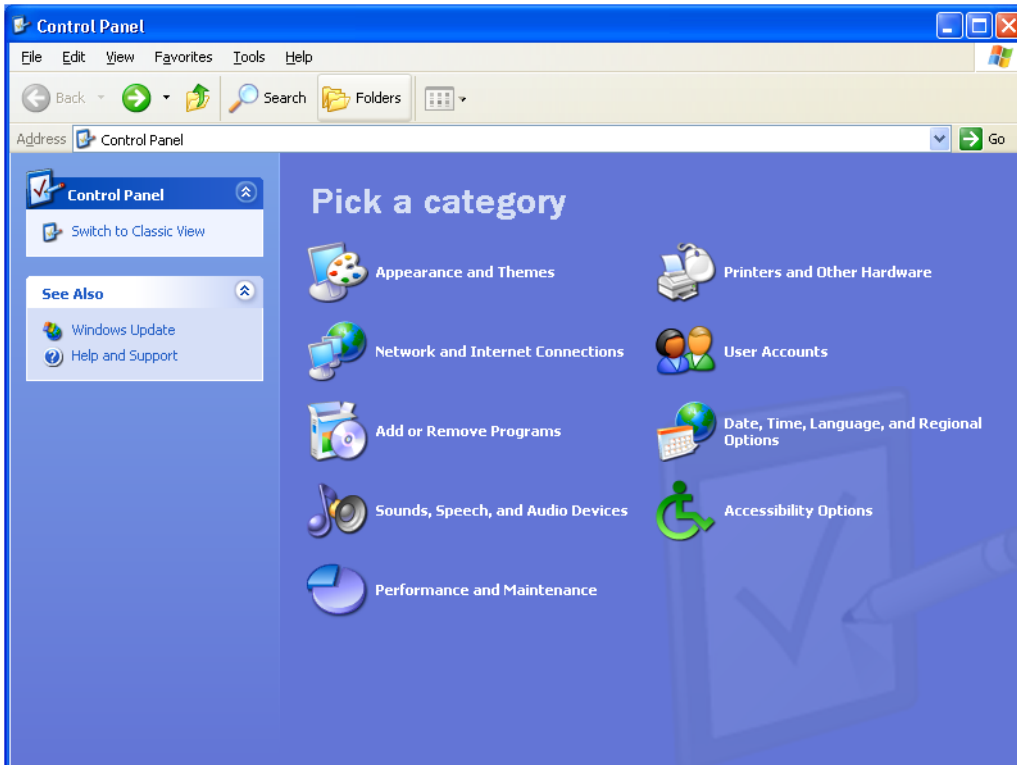 Control Panel
File Edit View Favorites Tools Help
Back Search Folders
Address Control Panel Go
Control Panel
Switch to Classic View
See Also
Windows Update
Help and Support
Pick a category
Appearance and Themes
Printers and Other Hardware
Network and Internet Connections
User Accounts
Add or Remove Programs
Date, Time, Language, and Regional
Options
Sounds, Speech, and Audio Devices
Accessibility Options
Performance and Maintenance